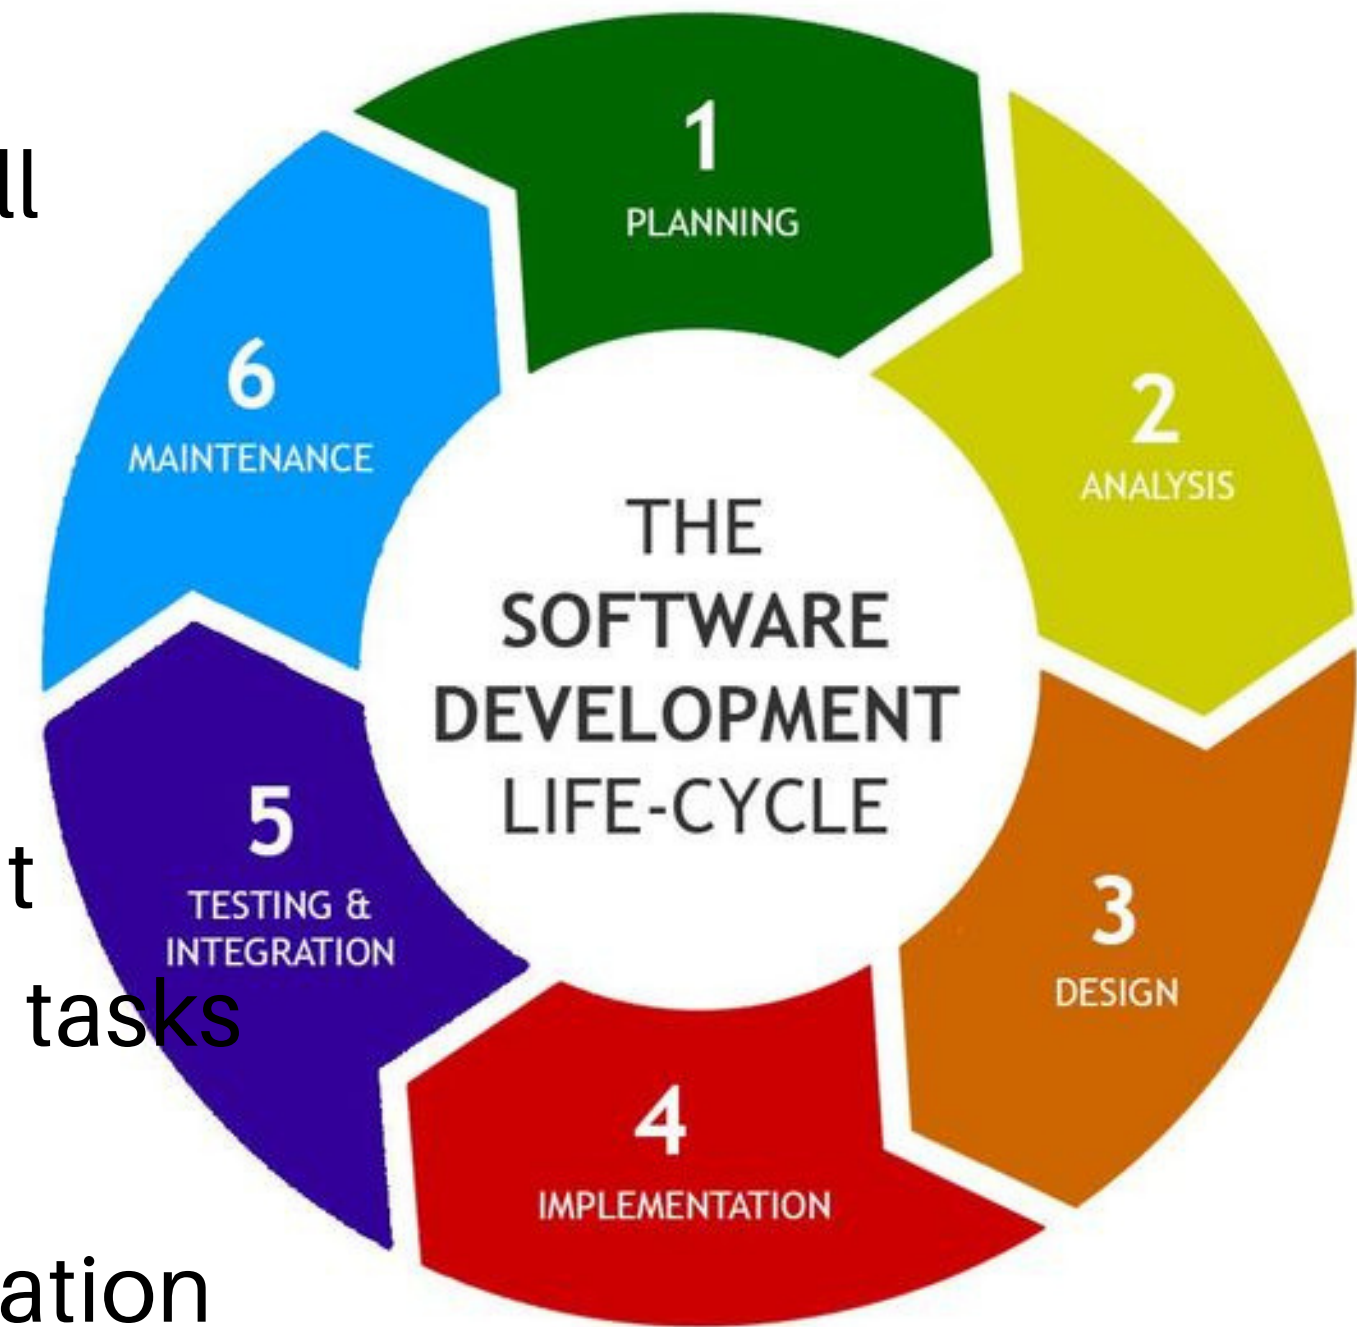 ll
1
PLANNING
2
ANALYSIS
3
DESIGN
4
IMPLEMENTATION
5
TESTING &
INTEGRATION
6
MAINTENANCE
THE
SOFTWARE
DEVELOPMENT
LIFE-CYCLE
t
tasks
ation